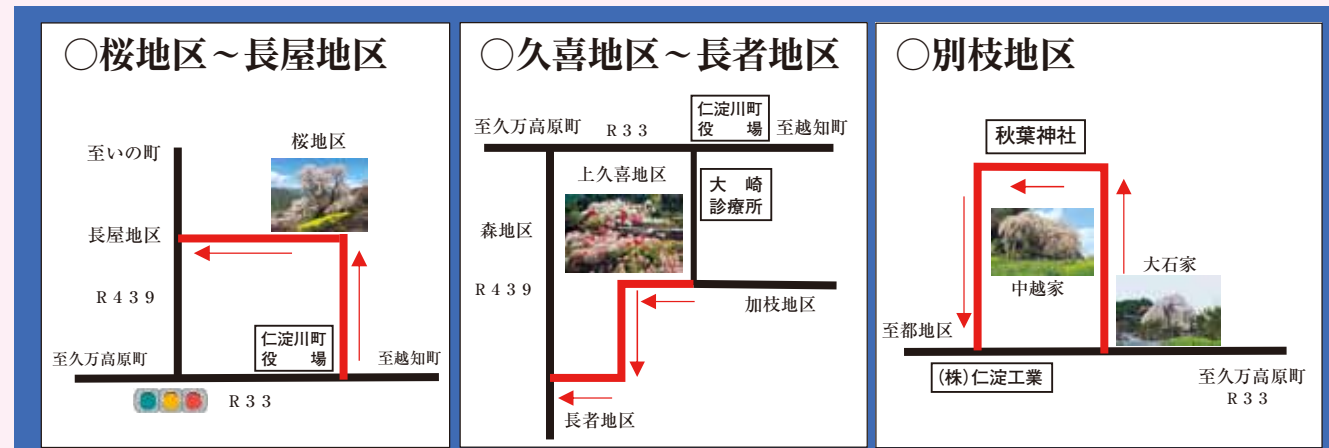 ○桜地区～長屋地区
桜地区
至いの町
長屋地区
Ｒ４３９
仁淀川町
役　場
至久万高原町
至越知町
Ｒ３３
○久喜地区～長者地区
仁淀川町
役　場
至久万高原町
Ｒ３３
至越知町
上久喜地区
大　崎
診療所
森地区
Ｒ４３９
加枝地区
長者地区
○別枝地区
秋葉神社
大石家
中越家
至都地区
(株)仁淀工業
至久万高原町
Ｒ３３